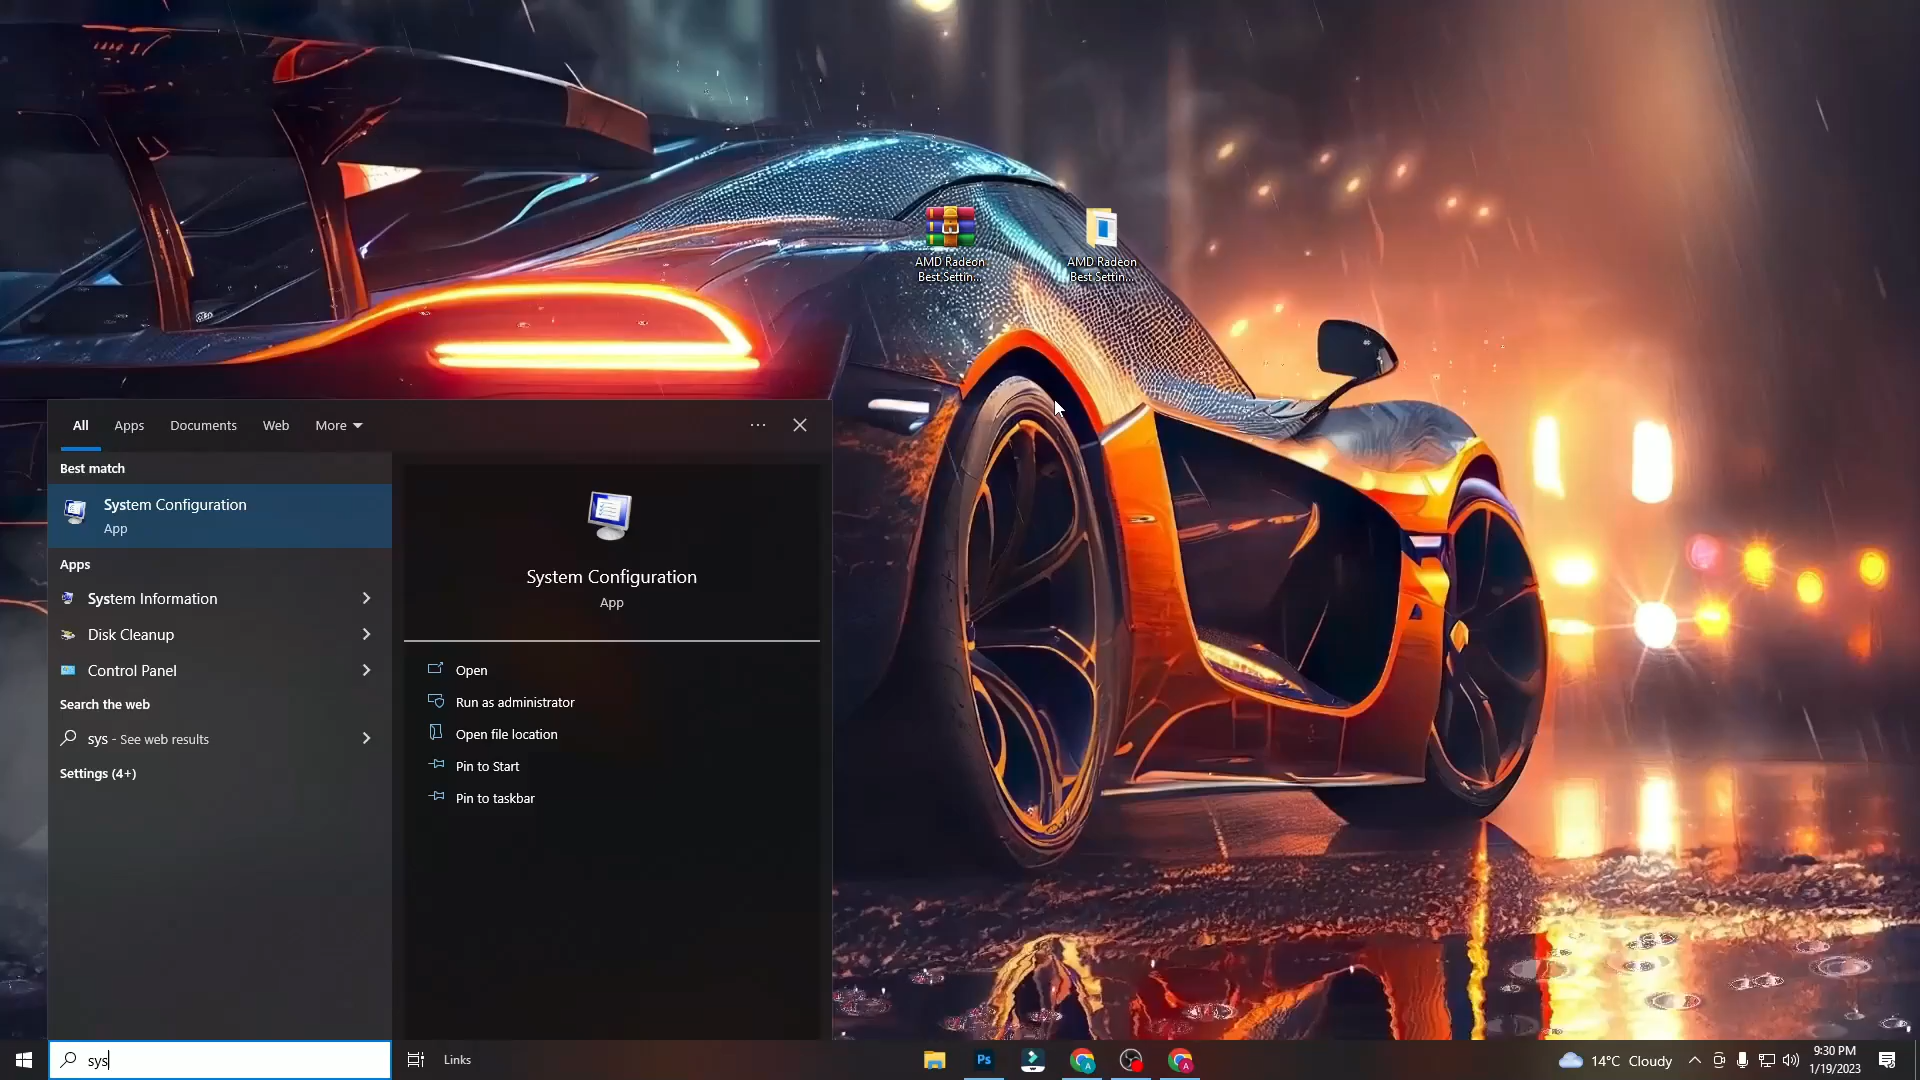 AMD Radeon
Best Settin...
AMD Radeon
Best Settin...
All Apps Documents Web More
Best match
System Configuration
App
Apps
System Information
Disk Cleanup
Control Panel
Search the web
sys - See web results
Settings (4+)
System Configuration
App
Open
Run as administrator
Open file location
Pin to Start
Pin to taskbar
sys
Links
Ps
A
A
14°C Cloudy
9:30 PM
1/19/2023